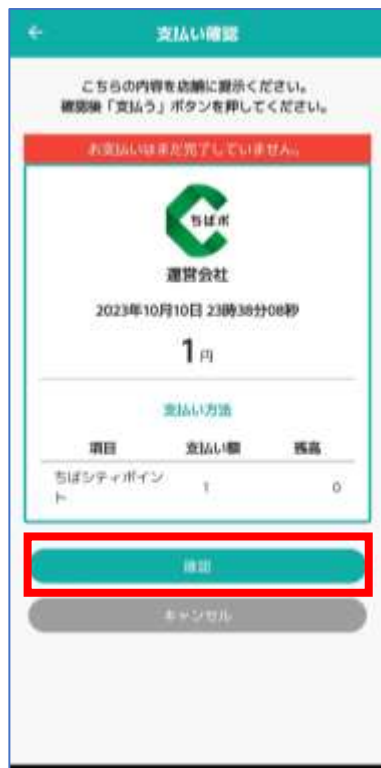 支払い確認
こちらの内容を店舗に提示ください。
確認後「支払う」ボタンを押してください。
お支払いはまだ完了していません。
ちばポ
運営会社
2023年10月10日 23時38分08秒
1円
支払い方法
項目 支払い額 残高
ちばシティポイン
ト 1 0
確認
キャンセル